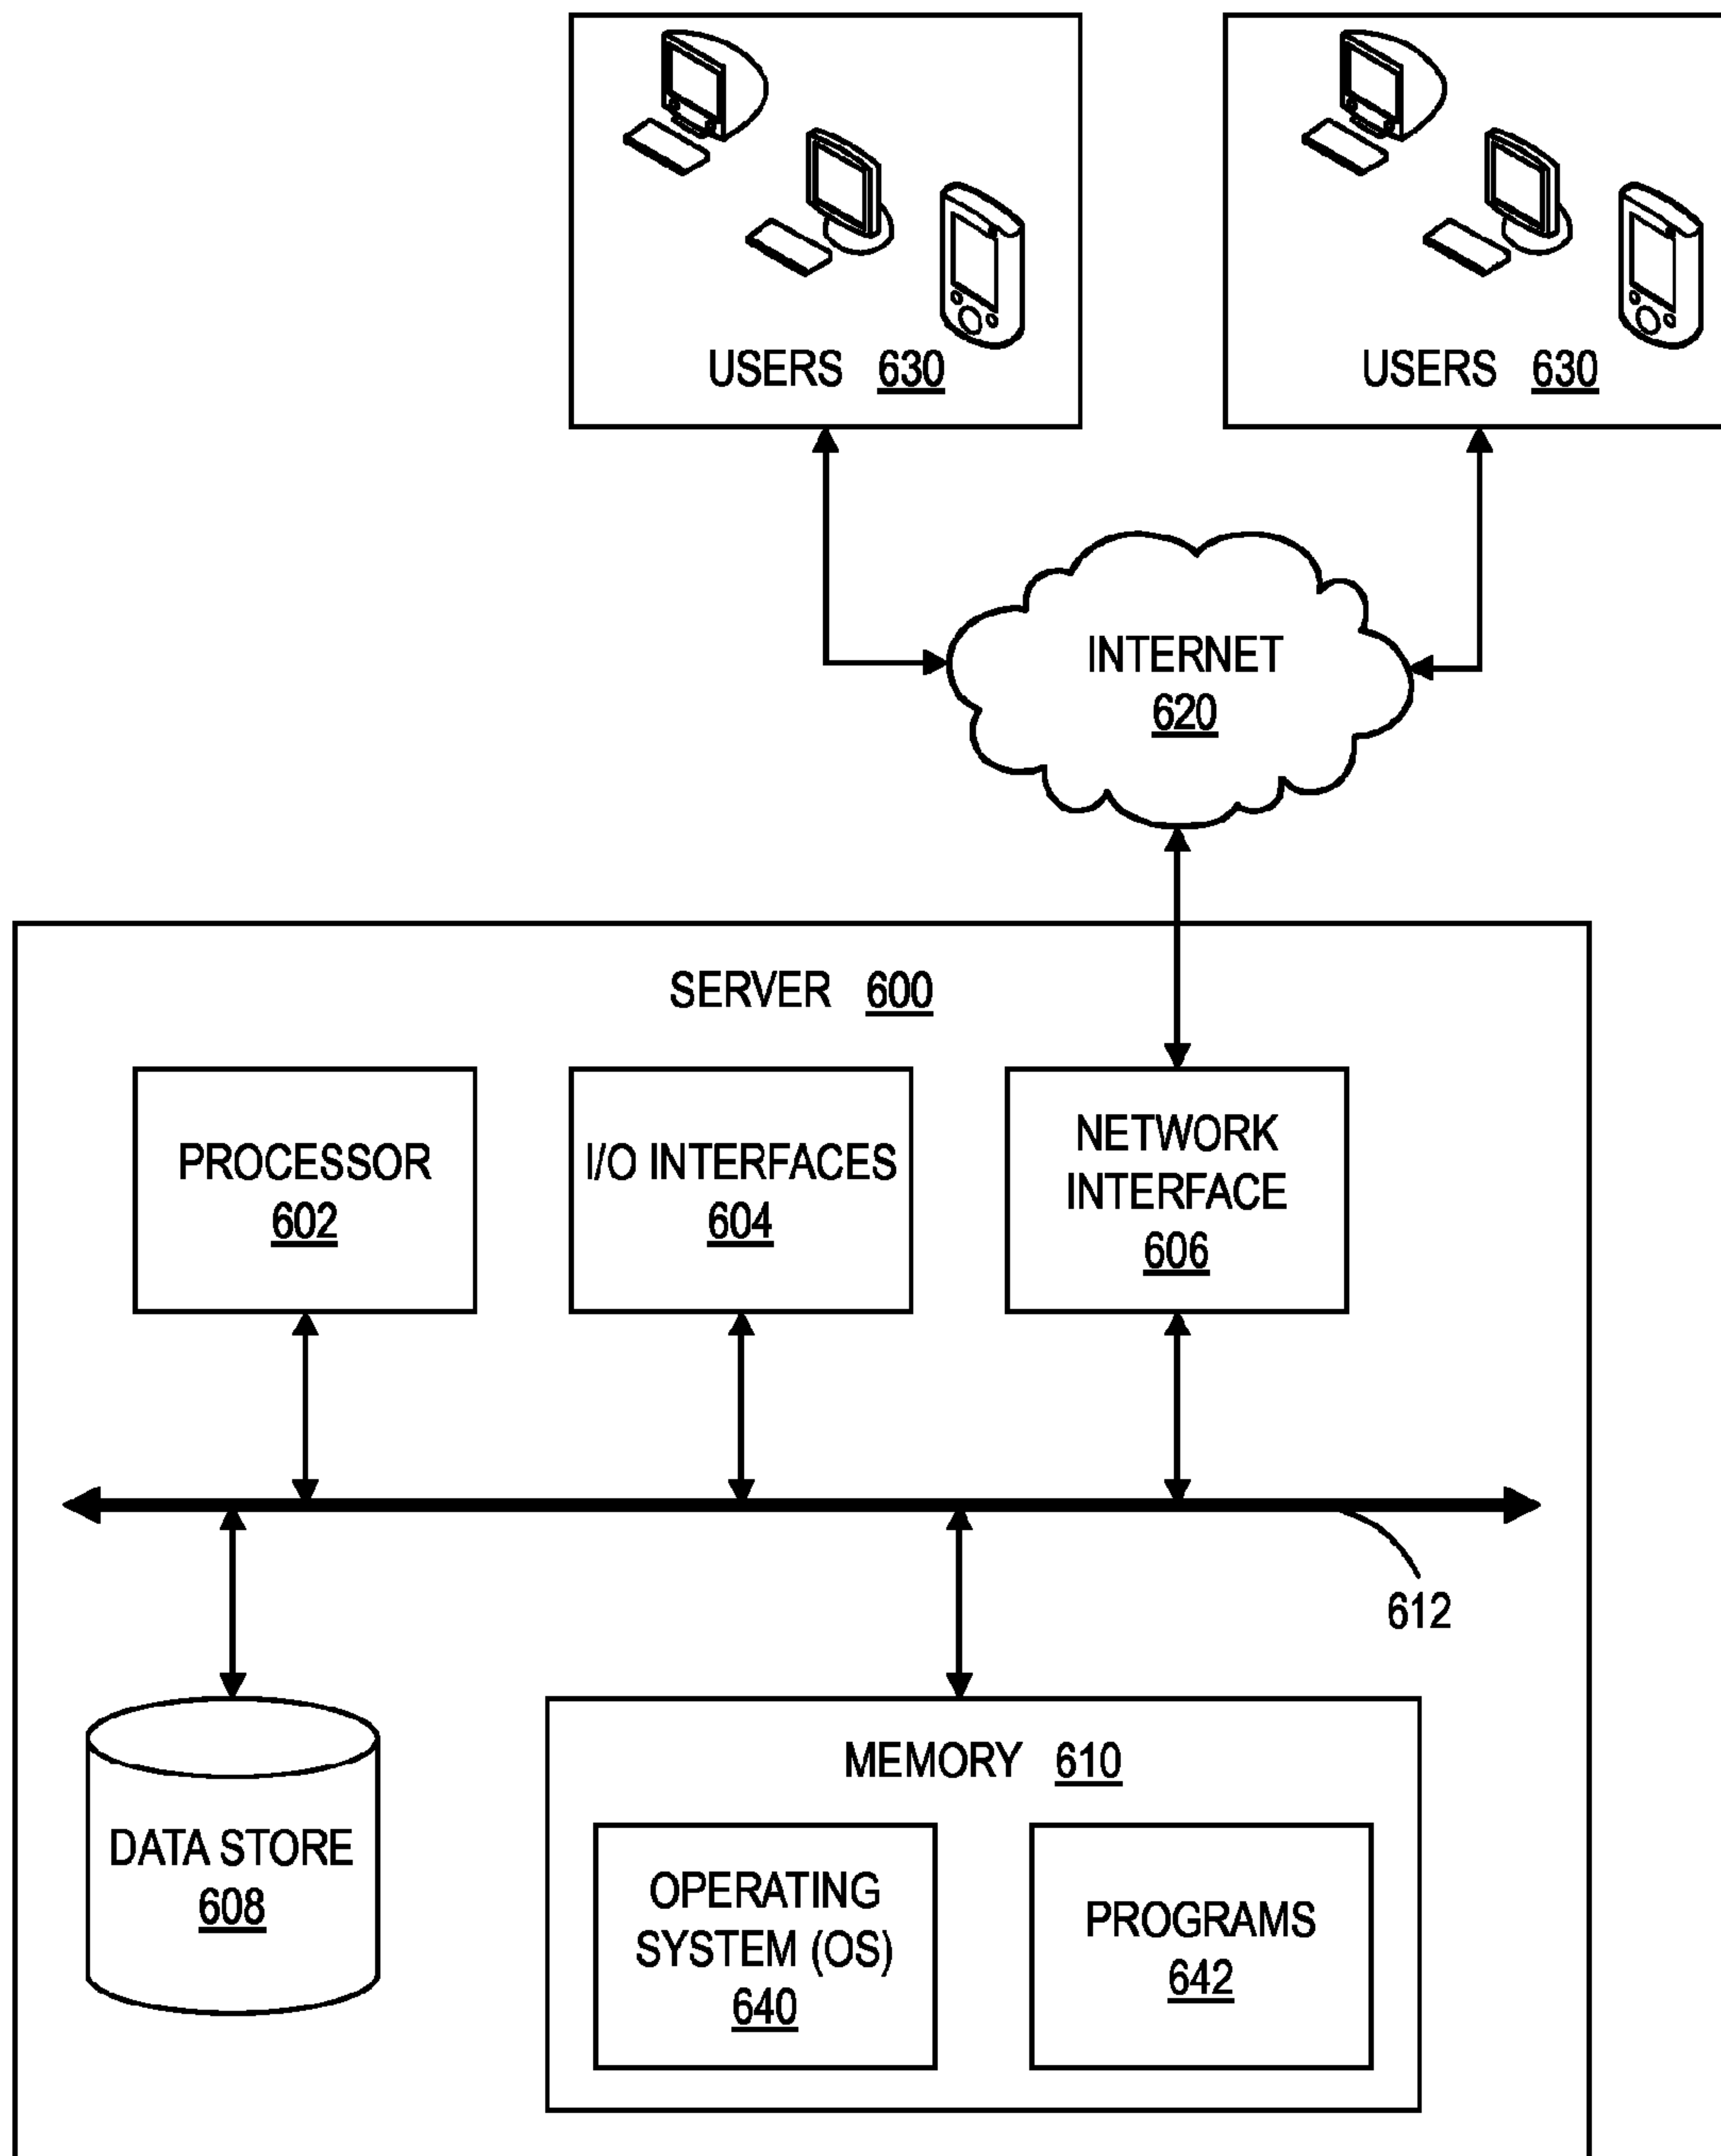 USERS 630
USERS 630
INTERNET
620
SERVER 600
PROCESSOR
602
I/O INTERFACES
604
NETWORK
INTERFACE
606
612
DATA STORE
608
MEMORY 610
OPERATING
SYSTEM (OS)
640
PROGRAMS
642